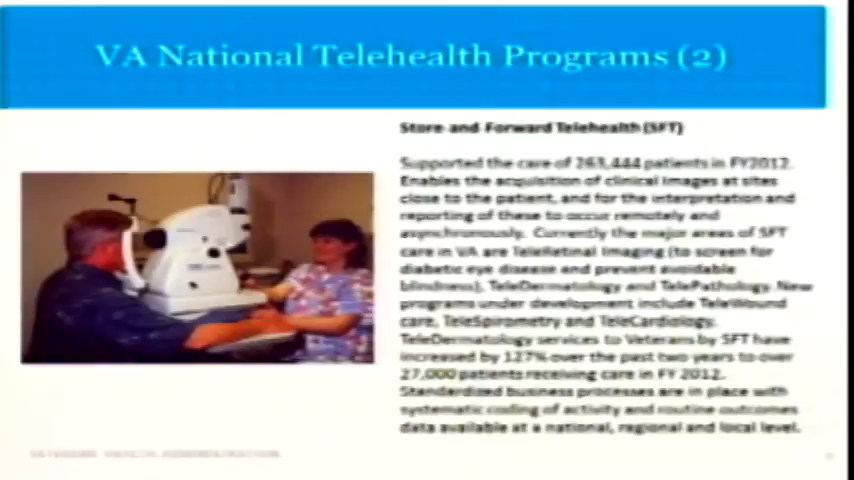 VA National Telehealth Programs (2)
Store-and-Forward Telehealth (SFT)
Supported the care of 263,444 patients in FY2012.
Enables the acquisition of clinical images at sites
close to the patient, and for the interpretation and
reporting of these to occur remotely and
asynchronously. Currently the major areas of SFT
care in VA are TeleRetinal Imaging (to screen for
diabetic eye disease and prevent avoidable
blindness), TeleDermatology and TelePathology. New
programs under development include TeleWound
care, TeleSpirometry and TeleCardiology.
TeleDermatology services to Veterans by SFT have
increased by 127% over the past two years to over
27,000 patients receiving care in FY 2012.
Standardized business processes are in place with
systematic coding of activity and routine outcomes
data available at a national, regional and local level.
VETERANS HEALTH ADMINISTRATION